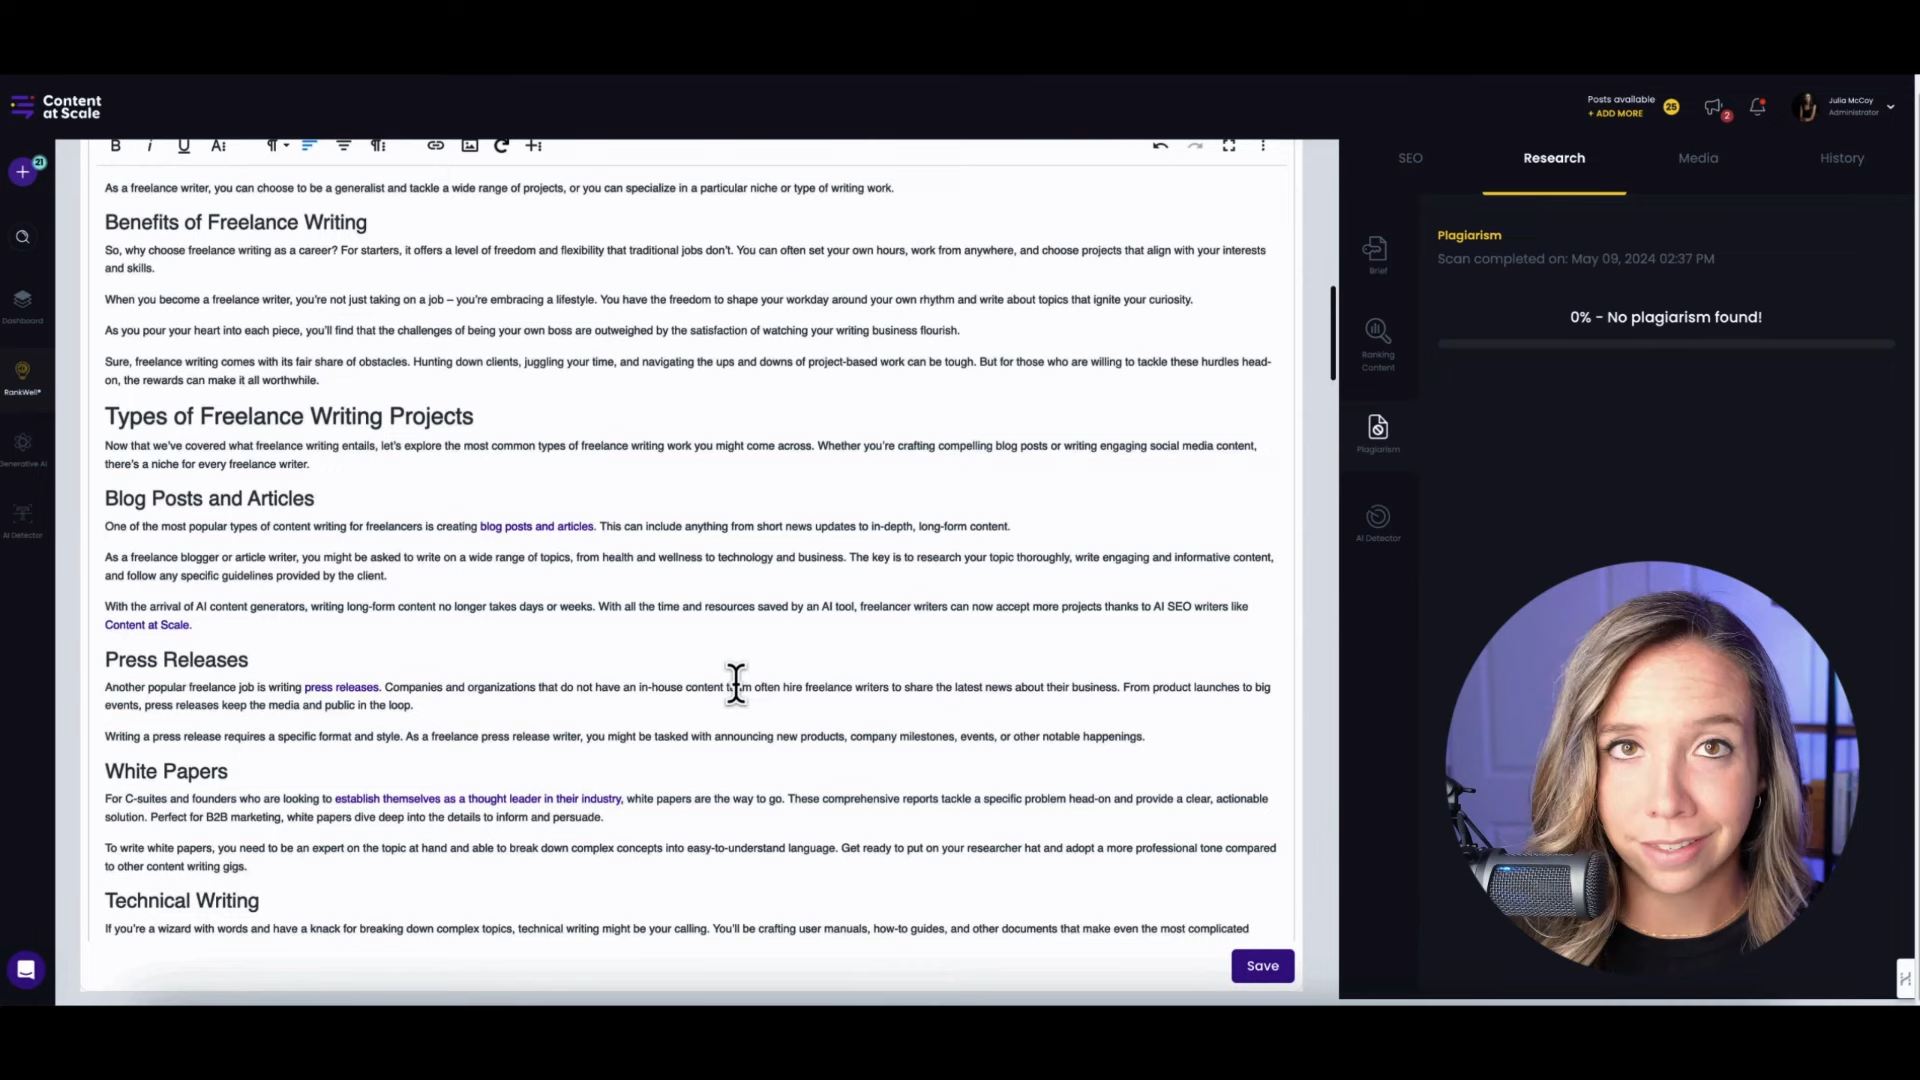 Content
at Scale
Posts available
+ ADD MORE
25
2
Julia McCoy
Administrator
21
Dashboard
RankWell®
Generative AI
AI Detector
B i U A
As a freelance writer, you can choose to be a generalist and tackle a wide range of projects, or you can specialize in a particular niche or type of writing work.
Benefits of Freelance Writing
So, why choose freelance writing as a career? For starters, it offers a level of freedom and flexibility that traditional jobs don't. You can often set your own hours, work from anywhere, and choose projects that align with your interests
and skills.
When you become a freelance writer, you're not just taking on a job – you're embracing a lifestyle. You have the freedom to shape your workday around your own rhythm and write about topics that ignite your curiosity.
As you pour your heart into each piece, you'll find that the challenges of being your own boss are outweighed by the satisfaction of watching your writing business flourish.
Sure, freelance writing comes with its fair share of obstacles. Hunting down clients, juggling your time, and navigating the ups and downs of project-based work can be tough. But for those who are willing to tackle these hurdles head-
on, the rewards can make it all worthwhile.
Types of Freelance Writing Projects
Now that we've covered what freelance writing entails, let's explore the most common types of freelance writing work you might come across. Whether you're crafting compelling blog posts or writing engaging social media content,
there's a niche for every freelance writer.
Blog Posts and Articles
One of the most popular types of content writing for freelancers is creating blog posts and articles. This can include anything from short news updates to in-depth, long-form content.
As a freelance blogger or article writer, you might be asked to write on a wide range of topics, from health and wellness to technology and business. The key is to research your topic thoroughly, write engaging and informative content,
and follow any specific guidelines provided by the client.
With the arrival of AI content generators, writing long-form content no longer takes days or weeks. With all the time and resources saved by an AI tool, freelancer writers can now accept more projects thanks to AI SEO writers like
Content at Scale.
Press Releases
Another popular freelance job is writing press releases. Companies and organizations that do not have an in-house content team often hire freelance writers to share the latest news about their business. From product launches to big
events, press releases keep the media and public in the loop.
Writing a press release requires a specific format and style. As a freelance press release writer, you might be tasked with announcing new products, company milestones, events, or other notable happenings.
White Papers
For C-suites and founders who are looking to establish themselves as a thought leader in their industry, white papers are the way to go. These comprehensive reports tackle a specific problem head-on and provide a clear, actionable
solution. Perfect for B2B marketing, white papers dive deep into the details to inform and persuade.
To write white papers, you need to be an expert on the topic at hand and able to break down complex concepts into easy-to-understand language. Get ready to put on your researcher hat and adopt a more professional tone compared
to other content writing gigs.
Technical Writing
If you're a wizard with words and have a knack for breaking down complex topics, technical writing might be your calling. You'll be crafting user manuals, how-to guides, and other documents that make even the most complicated
Save
SEO
Research
Media
History
Brief
Ranking
Content
Plagiarism
AI Detector
Plagiarism
Scan completed on: May 09, 2024 02:37 PM
0% - No plagiarism found!